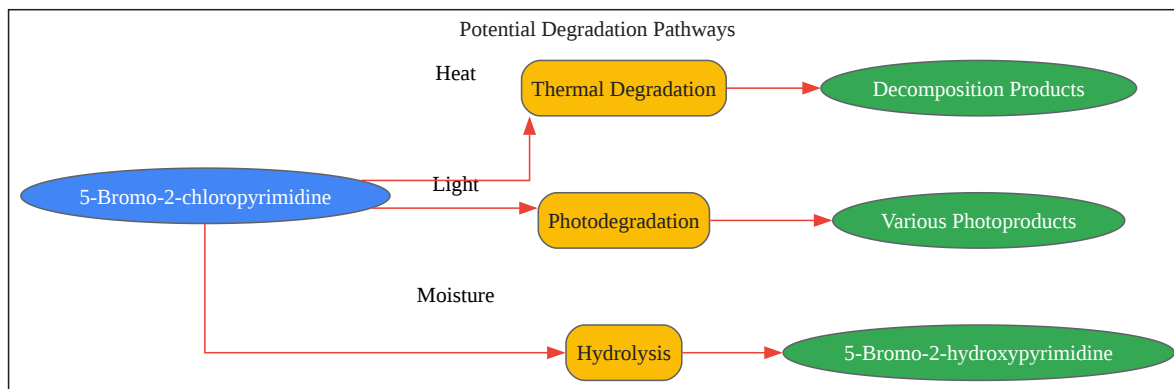 Potential Degradation Pathways
Heat
Thermal Degradation
Decomposition Products
5-Bromo-2-chloropyrimidine
Light
Photodegradation
Various Photoproducts
Moisture
Hydrolysis
5-Bromo-2-hydroxypyrimidine